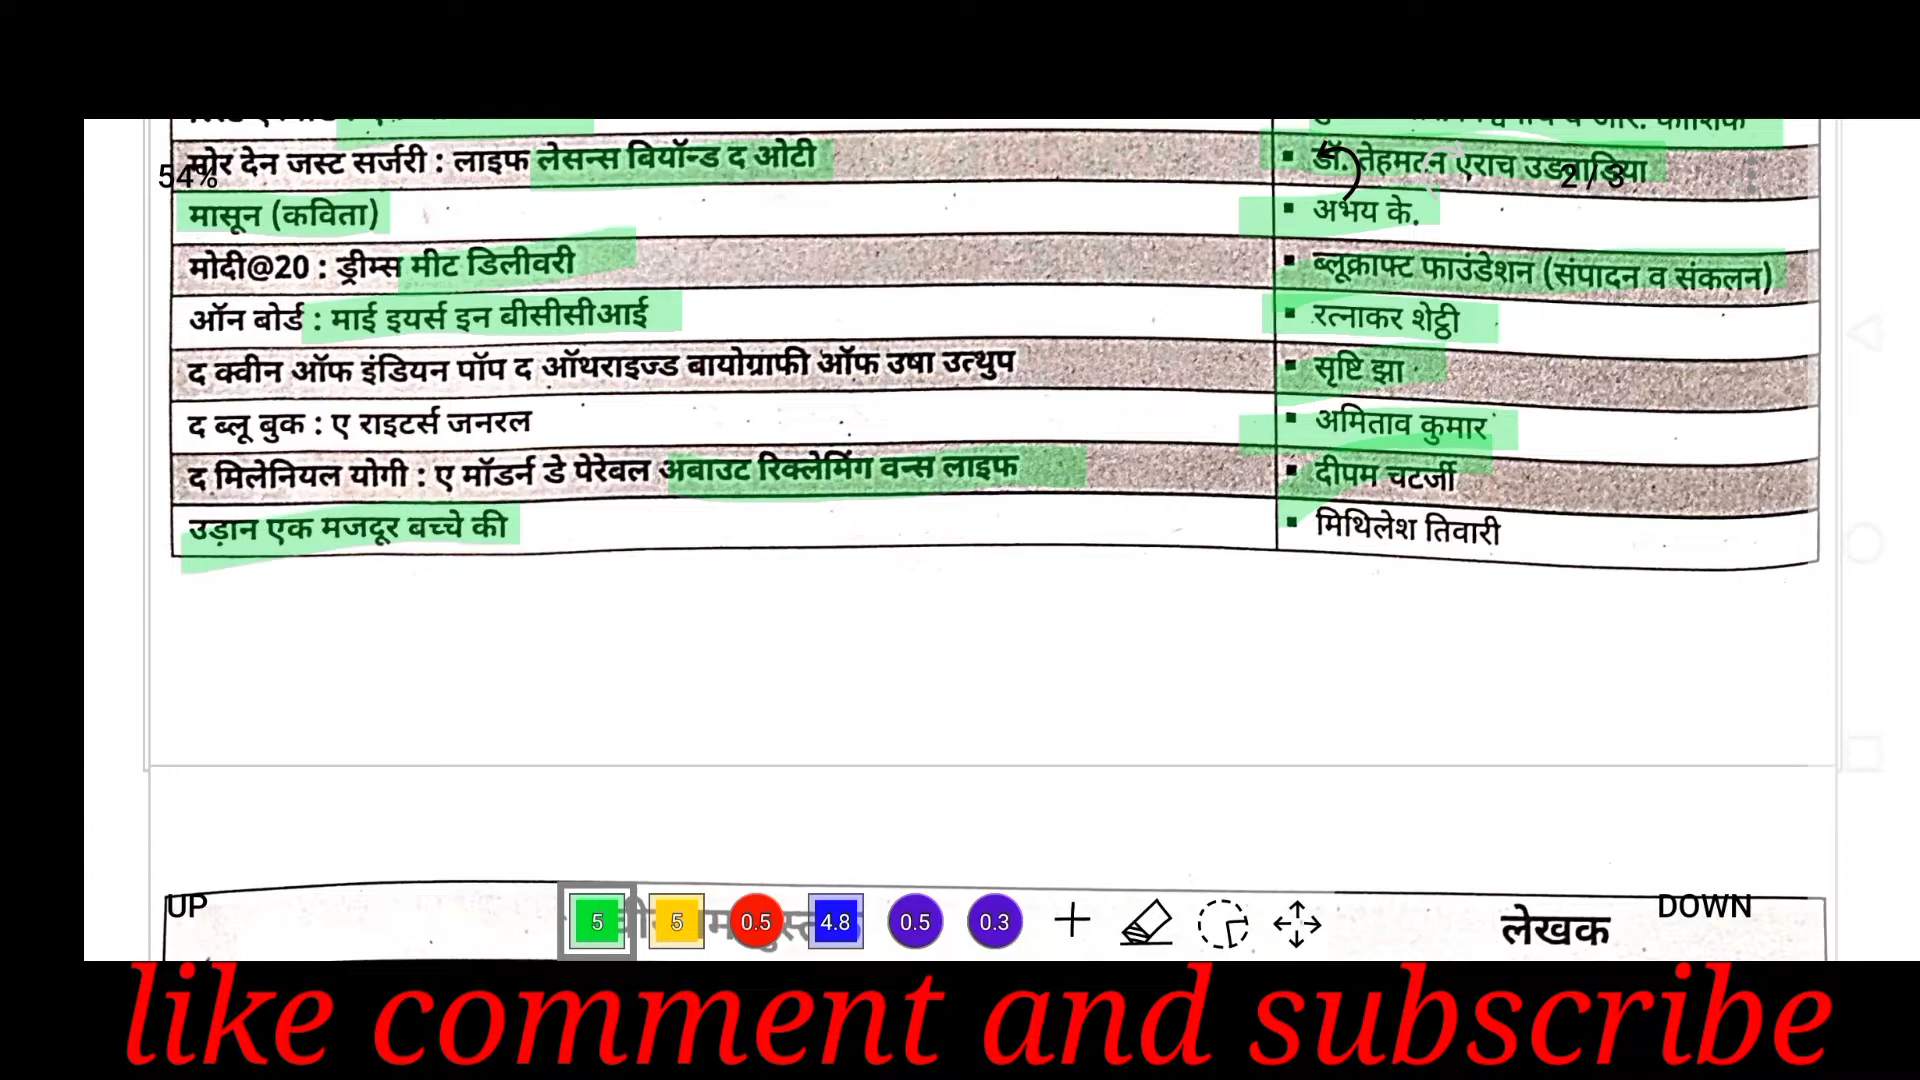 मोर देन जस्ट सर्जरी : लाइफ लेसन्स बियॉन्ड द ओटी ▪ डॉ. तेहमटन एराच उडवाडिया
54% 2 / 3
मासून (कविता) ▪ अभय के.
मोदी@20 : ड्रीम्स मीट डिलीवरी ▪ ब्लूक्राफ्ट फाउंडेशन (संपादन व संकलन)
ऑन बोर्ड : माई इयर्स इन बीसीसीआई ▪ रत्नाकर शेट्ठी
द क्वीन ऑफ इंडियन पॉप द ऑथराइज्ड बायोग्राफी ऑफ उषा उत्थुप ▪ सृष्टि झा
द ब्लू बुक : ए राइटर्स जनरल ▪ अमिताव कुमार
द मिलेनियल योगी : ए मॉडर्न डे पेरेबल अबाउट रिक्लेमिंग वन्स लाइफ ▪ दीपम चटर्जी
उड़ान एक मजदूर बच्चे की ▪ मिथिलेश तिवारी
UP DOWN
5 5 0.5 4.8 0.5 0.3 लेखक
like comment and subscribe